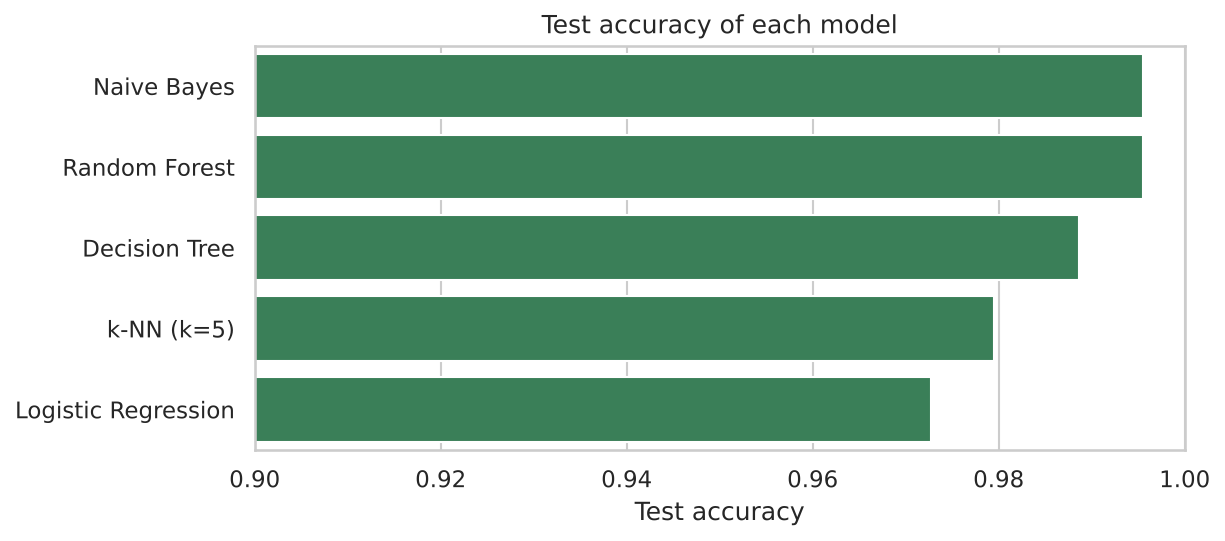 Test accuracy of each model
Naive Bayes
Random Forest
Decision Tree
k-NN (k=5)
Logistic Regression
0.90 0.92 0.94 0.96 0.98 1.00
Test accuracy